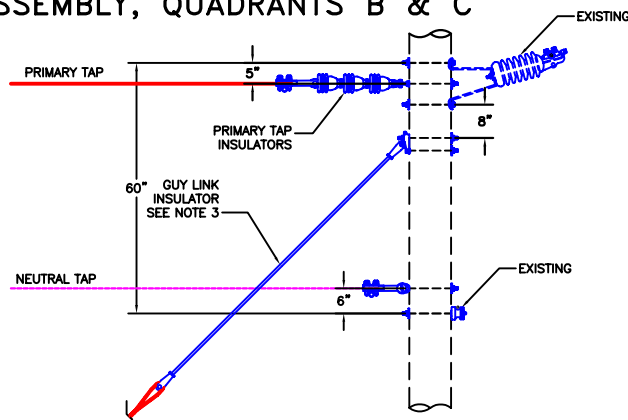 SSEMBLY, QUADRANTS B & C
EXISTING
PRIMARY TAP
5"
PRIMARY TAP
INSULATORS
8"
60"
GUY LINK
INSULATOR
SEE NOTE 3
NEUTRAL TAP
EXISTING
6"